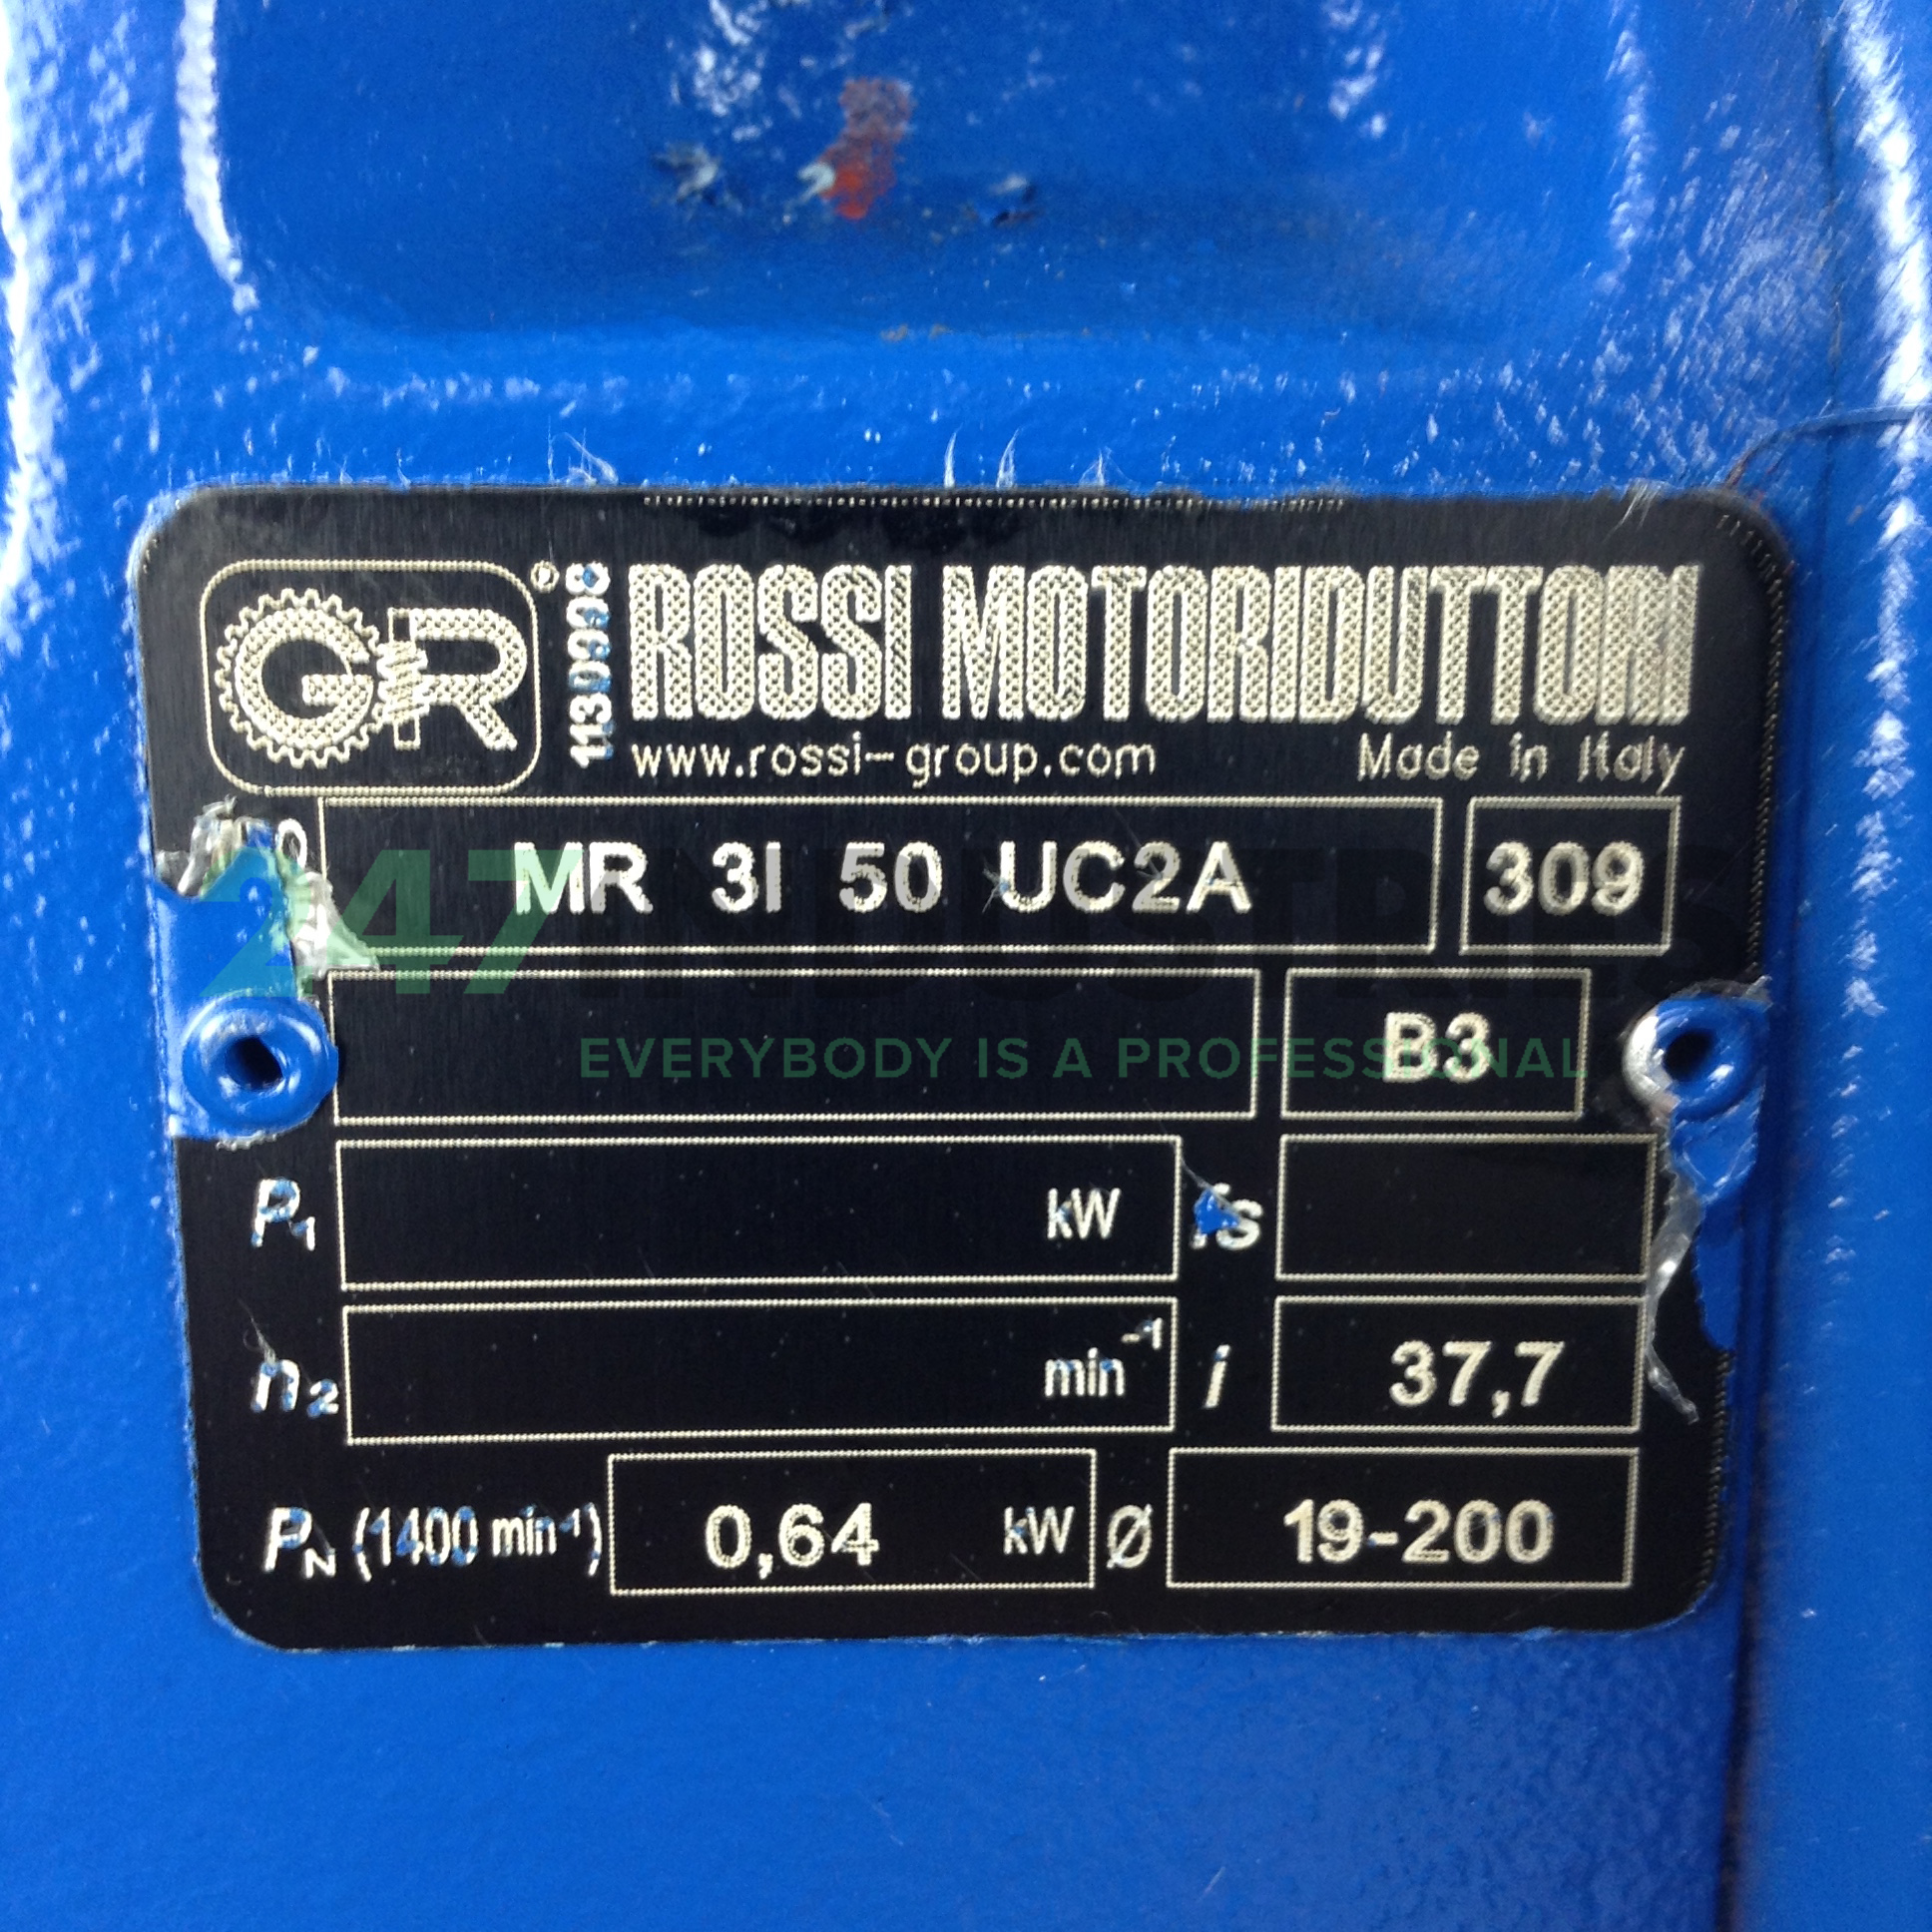 GR®
ROSSI MOTORIDUTTORI
www.rossi-group.com Made in Italy
MR 3I 50 UC2A 309
247 INDUSTRIES
B3
EVERYBODY IS A PROFESSIONAL
P1 kW fs
n2 min-1 i 37,7
PN (1400 min-1) 0,64 kW Ø 19-200